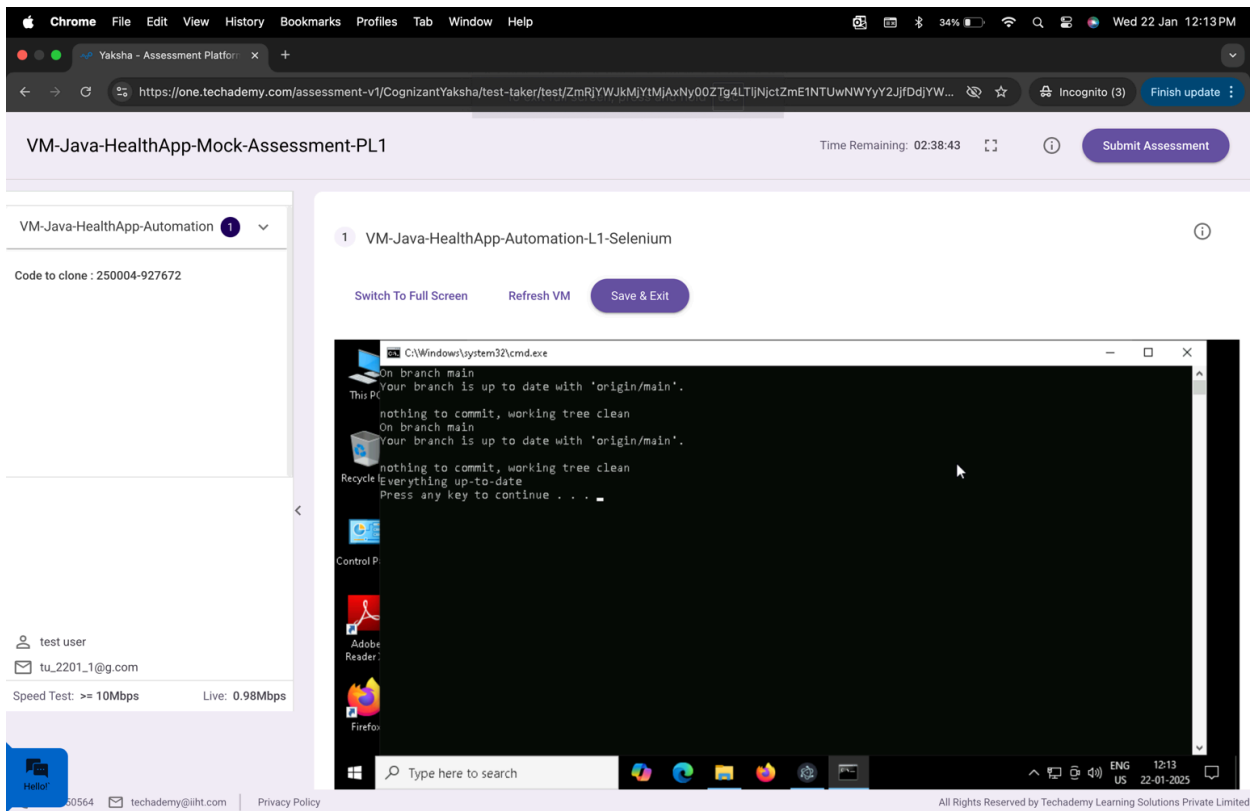 Chrome File Edit View History Bookmarks Profiles Tab Window Help 34% Wed 22 Jan 12:13 PM
Yaksha - Assessment Platfor
https://one.techademy.com/assessment-v1/CognizantYaksha/test-taker/test/ZmRjYWJkMjYtMjAxNy00ZTg4LTljNjctZmE1NTUwNWYyY2JjfDdjYW... Incognito (3) Finish update
VM-Java-HealthApp-Mock-Assessment-PL1 Time Remaining: 02:38:43 Submit Assessment
VM-Java-HealthApp-Automation 1
Code to clone : 250004-927672
1 VM-Java-HealthApp-Automation-L1-Selenium
Switch To Full Screen Refresh VM Save & Exit
C:\Windows\system32\cmd.exe
On branch main
Your branch is up to date with 'origin/main'.
nothing to commit, working tree clean
On branch main
Your branch is up to date with 'origin/main'.
nothing to commit, working tree clean
Everything up-to-date
Press any key to continue . . .
This PC
Recycle
Control P
Adobe
Reader
Firefox
Type here to search
ENG 12:13
US 22-01-2025
test user
tu_2201_1@g.com
Speed Test: >= 10Mbps Live: 0.98Mbps
Hello!
50564 techademy@iiht.com Privacy Policy All Rights Reserved by Techademy Learning Solutions Private Limited